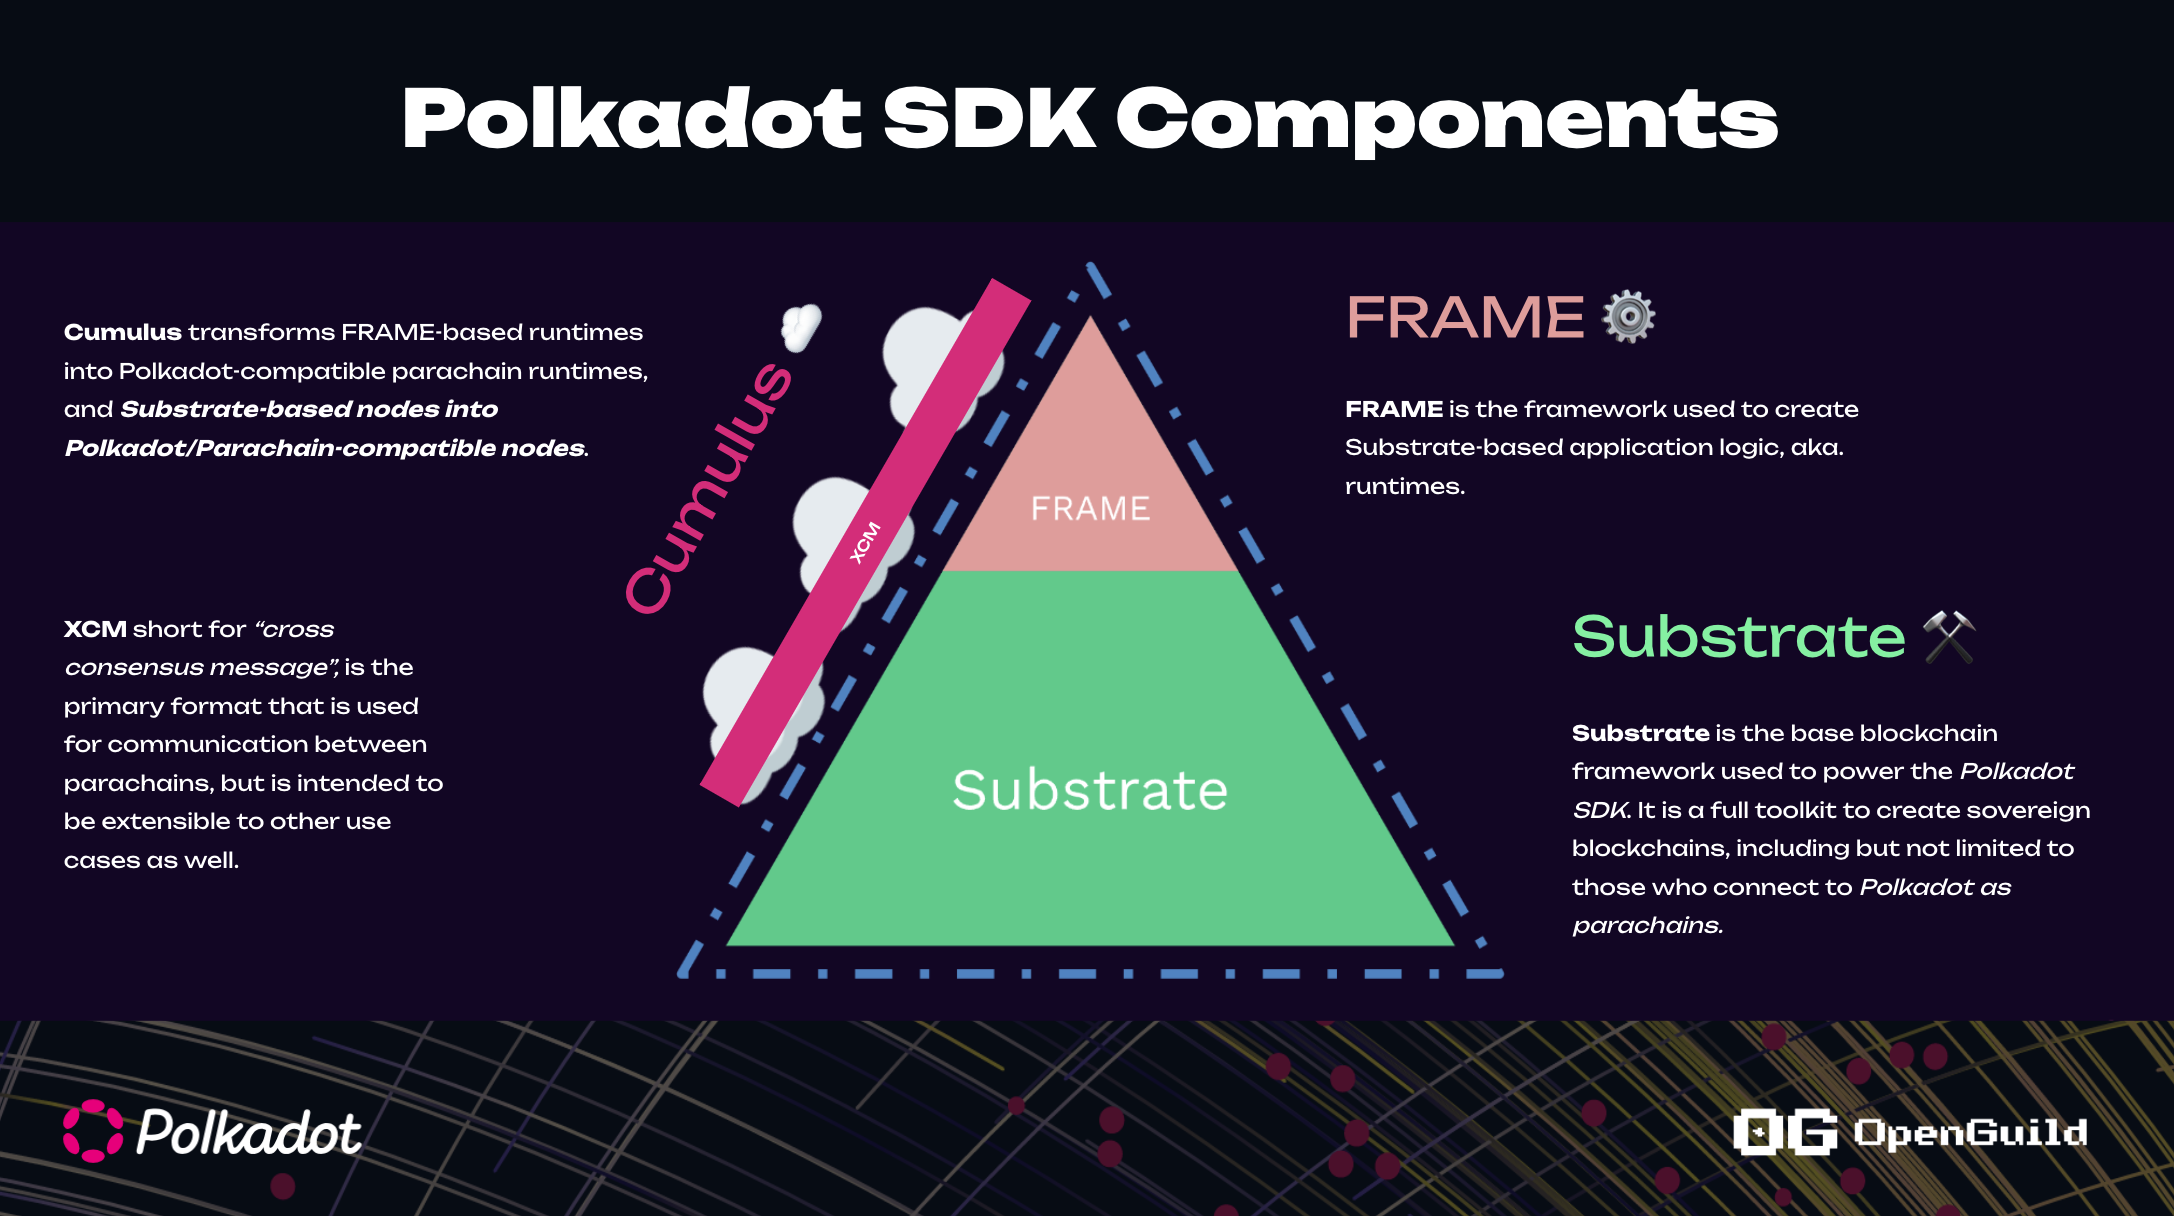 Polkadot SDK Components
Cumulus transforms FRAME-based runtimes
into Polkadot-compatible parachain runtimes,
and Substrate-based nodes into
Polkadot/Parachain-compatible nodes.
XCM short for “cross
consensus message”, is the
primary format that is used
for communication between
parachains, but is intended to
be extensible to other use
cases as well.
Cumulus
XCM
FRAME
Substrate
FRAME
FRAME is the framework used to create
Substrate-based application logic, aka.
runtimes.
Substrate
Substrate is the base blockchain
framework used to power the Polkadot
SDK. It is a full toolkit to create sovereign
blockchains, including but not limited to
those who connect to Polkadot as
parachains.
Polkadot
OG OpenGuild